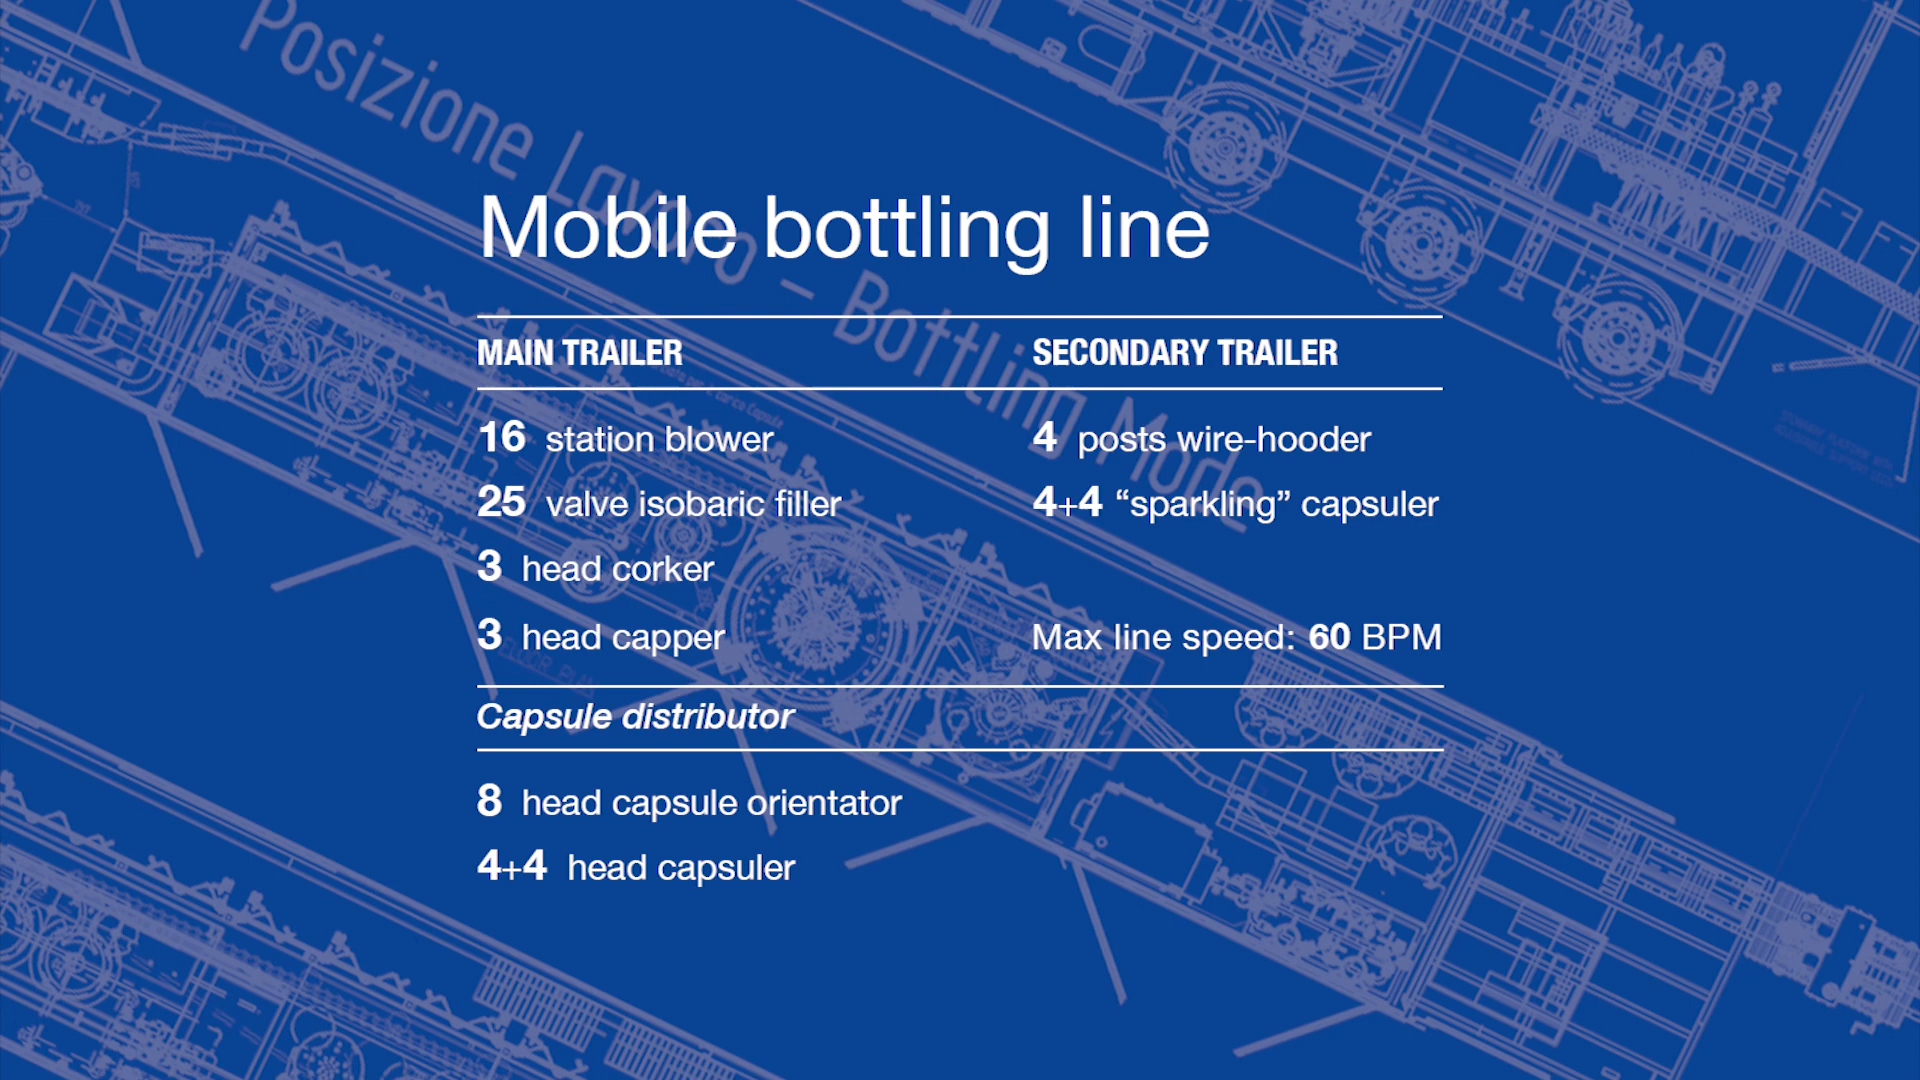 Posizione Lavoro – Bottling Mode
Mobile bottling line
MAIN TRAILER
16 station blower
25 valve isobaric filler
3 head corker
3 head capper
SECONDARY TRAILER
4 posts wire-hooder
4+4 “sparkling” capsuler
Max line speed: 60 BPM
Capsule distributor
8 head capsule orientator
4+4 head capsuler